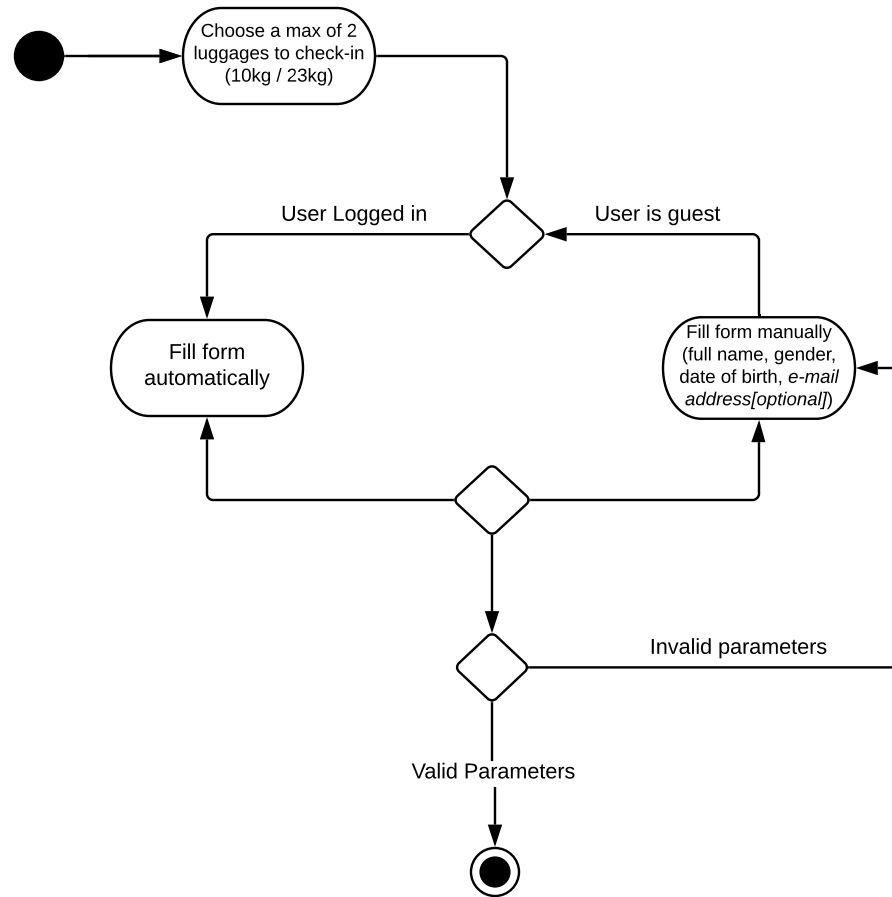 Choose a max of 2
luggages to check-in
(10kg / 23kg)
User Logged in
User is guest
Fill form
automatically
Fill form manually
(full name, gender,
date of birth, e-mail
address[optional])
Invalid parameters
Valid Parameters